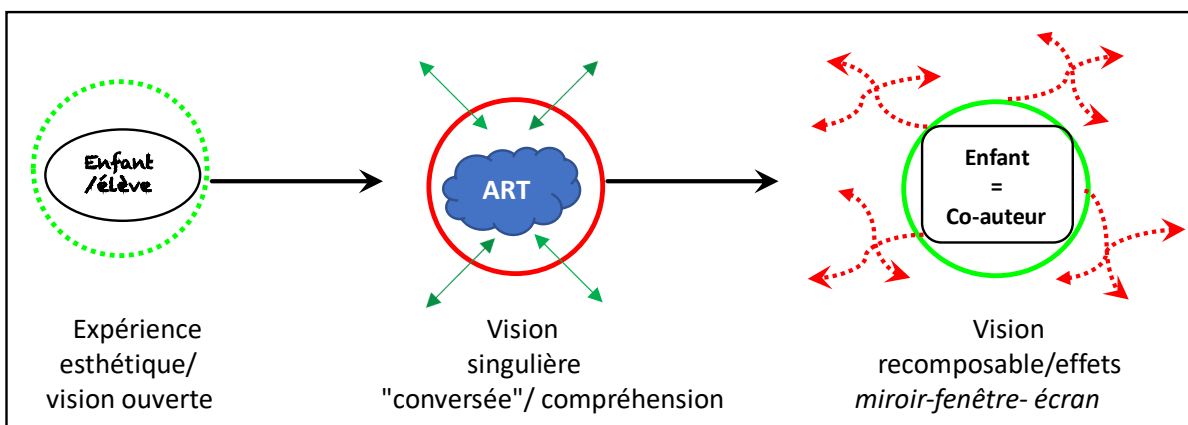 Enfant
/élève
ART
Enfant
=
Co-auteur
Expérience
esthétique/
vision ouverte
Vision
singulière
"conversée"/ compréhension
Vision
recomposable/effets
miroir-fenêtre- écran